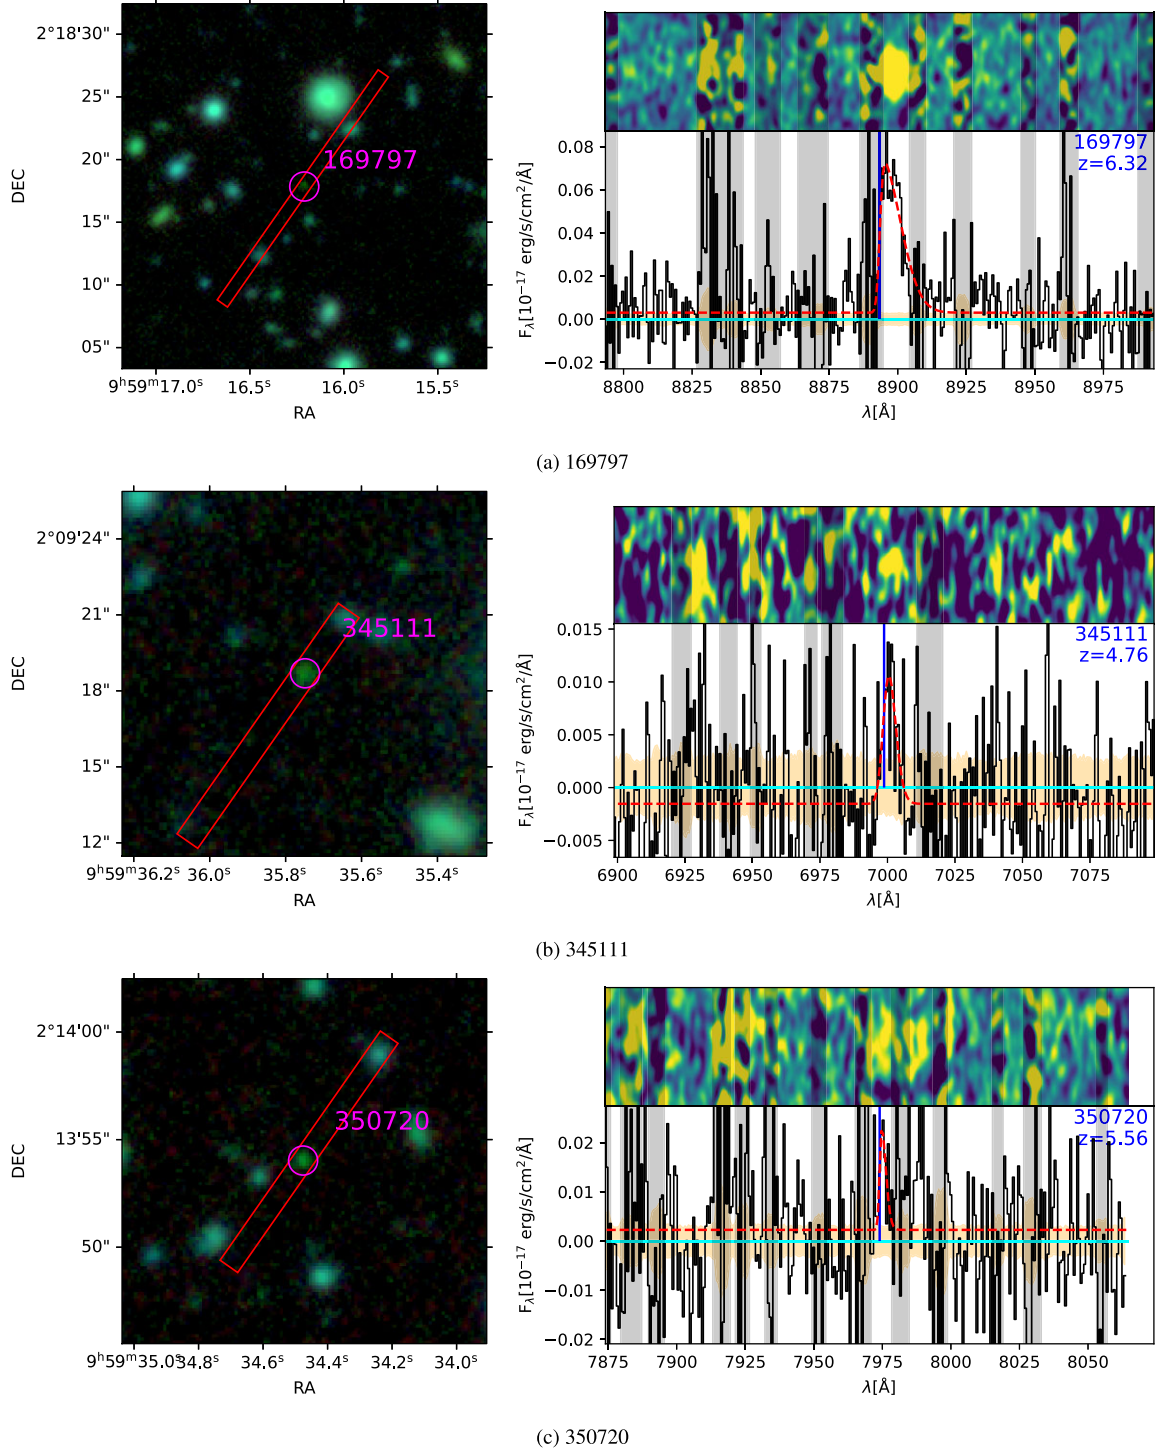 2°18'30"
25"
20"
15"
10"
05"
DEC
169797
9ʰ59ᵐ17.0ˢ 16.5ˢ 16.0ˢ 15.5ˢ
RA
169797
z=6.32
0.08
0.06
0.04
0.02
0.00
−0.02
F_λ[10⁻¹⁷ erg/s/cm²/Å]
8800 8825 8850 8875 8900 8925 8950 8975
λ[Å]
(a) 169797
2°09'24"
21"
18"
15"
12"
DEC
345111
9ʰ59ᵐ36.2ˢ 36.0ˢ 35.8ˢ 35.6ˢ 35.4ˢ
RA
345111
z=4.76
0.015
0.010
0.005
0.000
−0.005
F_λ[10⁻¹⁷ erg/s/cm²/Å]
6900 6925 6950 6975 7000 7025 7050 7075
λ[Å]
(b) 345111
2°14'00"
13'55"
50"
DEC
350720
9ʰ59ᵐ35.0ˢ 34.8ˢ 34.6ˢ 34.4ˢ 34.2ˢ 34.0ˢ
RA
350720
z=5.56
0.02
0.01
0.00
−0.01
−0.02
F_λ[10⁻¹⁷ erg/s/cm²/Å]
7875 7900 7925 7950 7975 8000 8025 8050
λ[Å]
(c) 350720